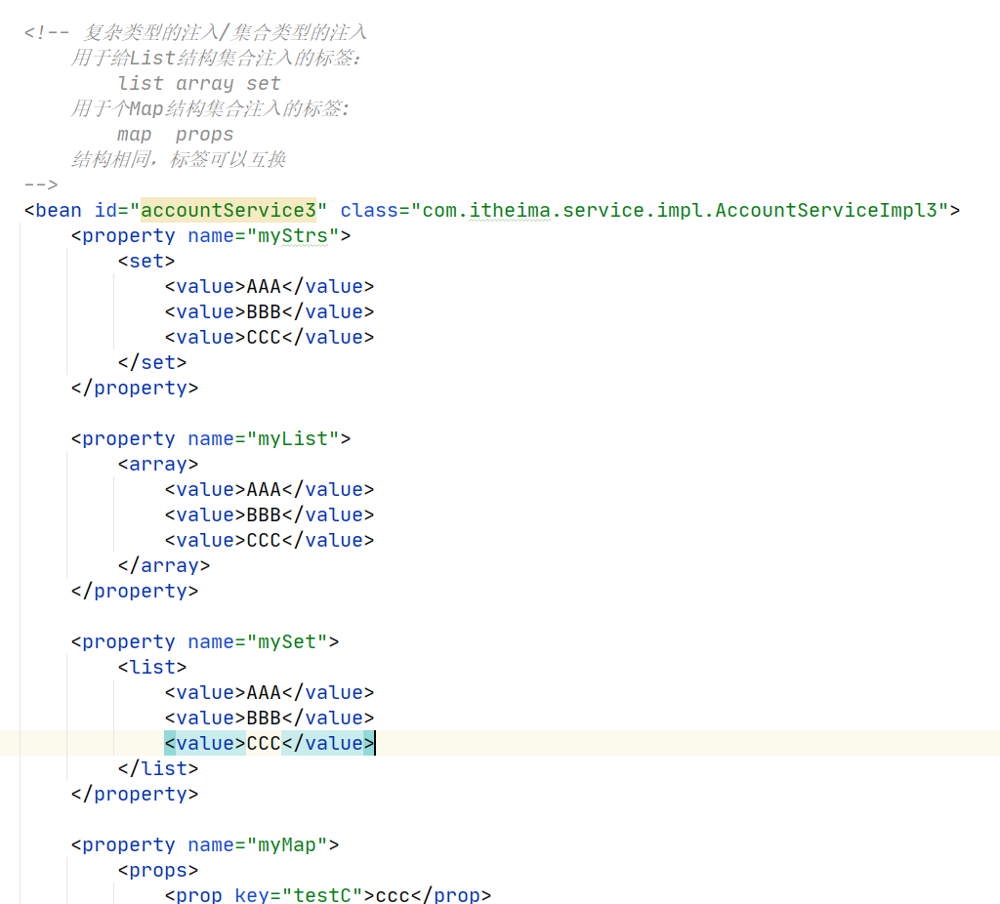 <!-- 复杂类型的注入/集合类型的注入
用于给List结构集合注入的标签:
list array set
用于个Map结构集合注入的标签:
map  props
结构相同，标签可以互换
-->
<bean id="accountService3" class="com.itheima.service.impl.AccountServiceImpl3">
<property name="myStrs">
<set>
<value>AAA</value>
<value>BBB</value>
<value>CCC</value>
</set>
</property>
<property name="myList">
<array>
<value>AAA</value>
<value>BBB</value>
<value>CCC</value>
</array>
</property>
<property name="mySet">
<list>
<value>AAA</value>
<value>BBB</value>
<value>CCC</value>
</list>
</property>
<property name="myMap">
<props>
<prop key="testC">ccc</prop>